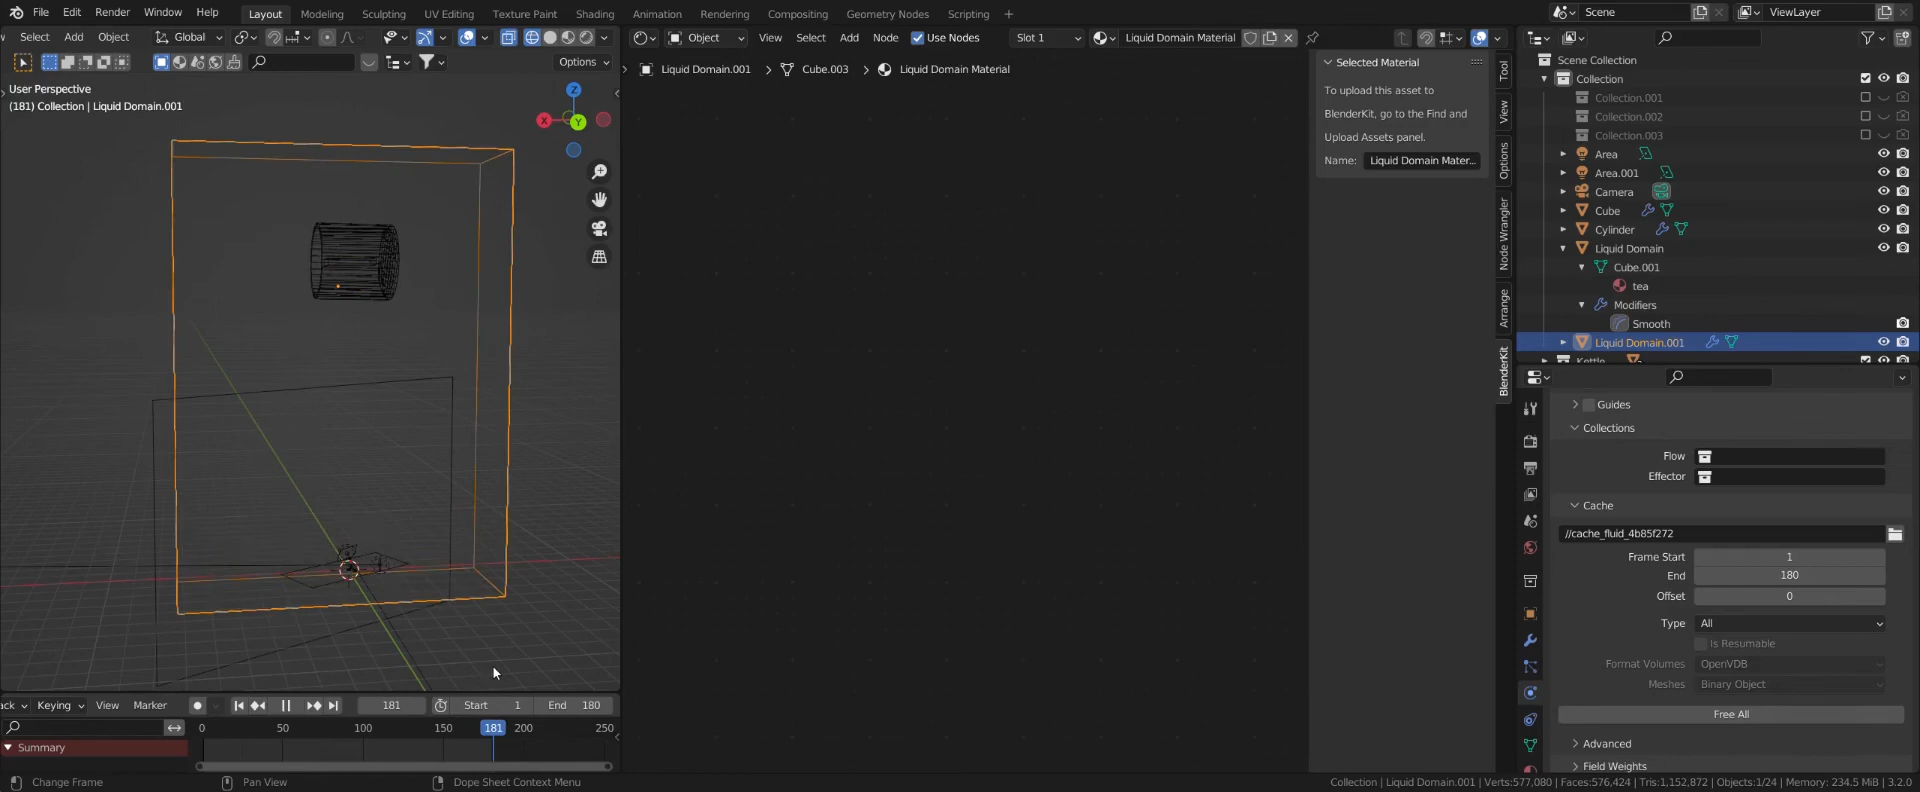 File Edit Render Window Help Layout Modeling Sculpting UV Editing Texture Paint Shading Animation Rendering Compositing Geometry Nodes Scripting + Scene ViewLayer
Select Add Object Global Object View Select Add Node Use Nodes Slot 1 Liquid Domain Material
Options
Liquid Domain.001 > Cube.003 > Liquid Domain Material
User Perspective
(181) Collection | Liquid Domain.001
Z
X
Y
Selected Material
To upload this asset to
BlenderKit, go to the Find and
Upload Assets panel.
Name: Liquid Domain Mater...
Tool
View
Options
Node Wrangler
Arrange
BlenderKit
Scene Collection
Collection
Collection.001
Collection.002
Collection.003
Area
Area.001
Camera
Cube
Cylinder
Liquid Domain
Cube.001
tea
Modifiers
Smooth
Liquid Domain.001
Kettle
Guides
Collections
Flow
Effector
Cache
//cache_fluid_4b85f272
Frame Start 1
End 180
Offset 0
Type All
Is Resumable
Format Volumes OpenVDB
Meshes Binary Object
Free All
Advanced
Field Weights
ack Keying View Marker 181 Start 1 End 180
0 50 100 150 181 200 250
Summary
Change Frame Pan View Dope Sheet Context Menu Collection | Liquid Domain.001 | Verts:577,080 | Faces:576,424 | Tris:1,152,872 | Objects:1/24 | Memory: 234.5 MiB | 3.2.0